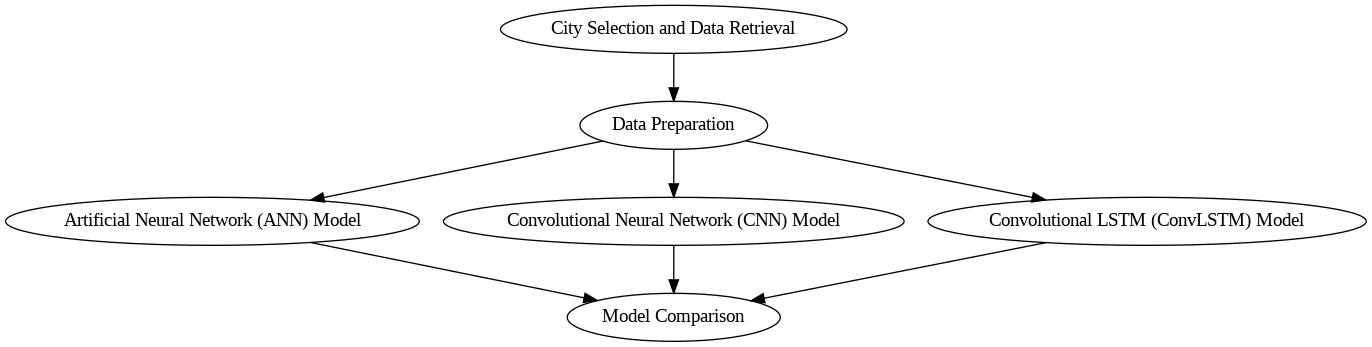 City Selection and Data Retrieval
Data Preparation
Artificial Neural Network (ANN) Model
Convolutional Neural Network (CNN) Model
Convolutional LSTM (ConvLSTM) Model
Model Comparison